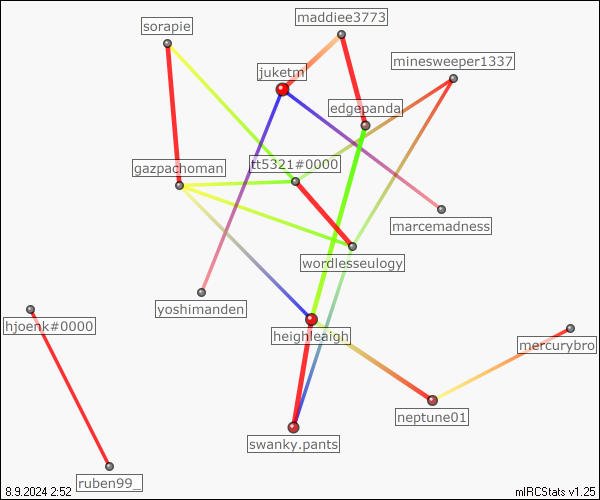 maddiee3773
sorapie
minesweeper1337
juketm
edgepanda
tt5321#0000
gazpachoman
marcemadness
wordlesseulogy
yoshimanden
hjoenk#0000
heighleaigh
mercurybro
neptune01
swanky.pants
ruben99_
8.9.2024 2:52
mIRCStats v1.25